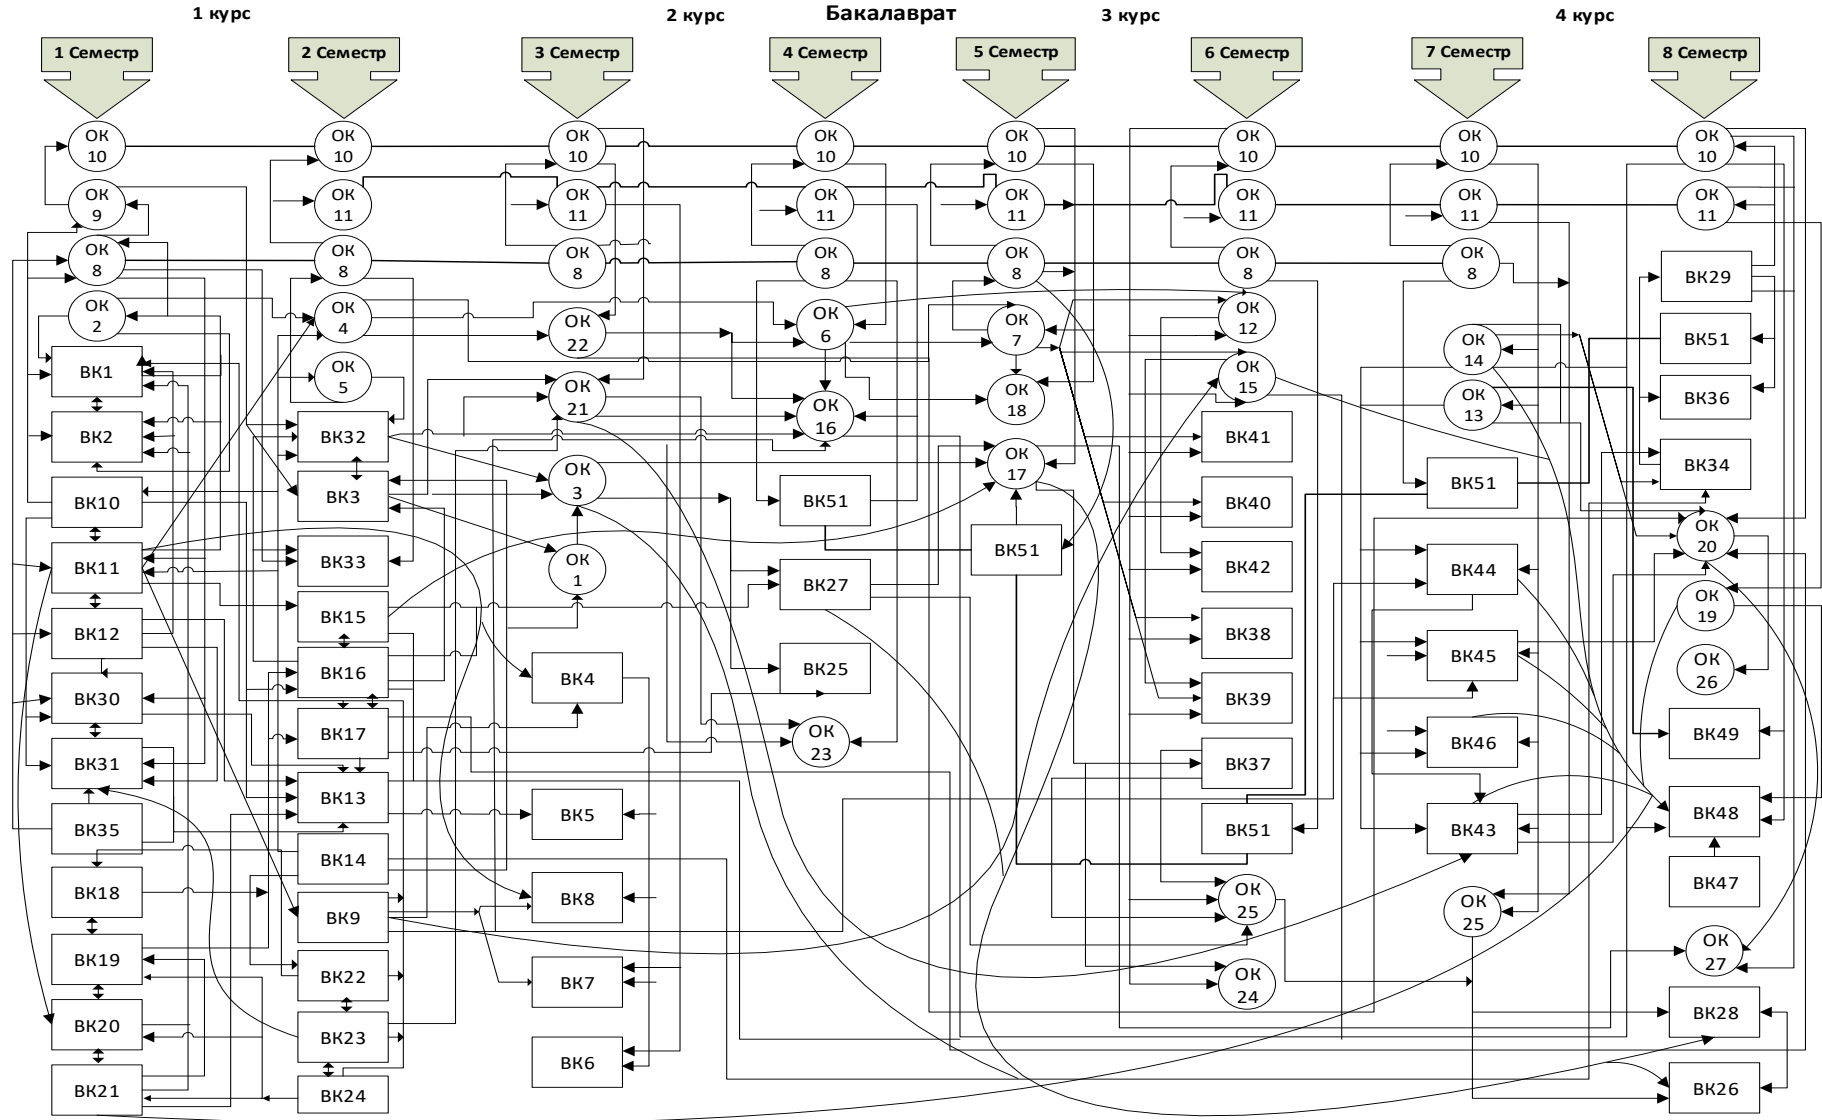 1 курс
2 курс
Бакалаврат
3 курс
4 курс
1 Семестр
2 Семестр
3 Семестр
4 Семестр
5 Семестр
6 Семестр
7 Семестр
8 Семестр
ОК
10
ОК
9
ОК
8
ОК
2
ВК1
ВК2
ВК10
ВК11
ВК12
ВК30
ВК31
ВК35
ВК18
ВК19
ВК20
ВК21
ОК
10
ОК
11
ОК
8
ОК
4
ОК
5
ВК32
ВК3
ВК33
ВК15
ВК16
ВК17
ВК13
ВК14
ВК9
ВК22
ВК23
ВК24
ОК
10
ОК
11
ОК
8
ОК
22
ОК
21
ОК
3
ОК
1
ВК4
ВК5
ВК8
ВК7
ВК6
ОК
10
ОК
11
ОК
8
ОК
6
ОК
16
ВК51
ВК27
ВК25
ОК
23
ОК
10
ОК
11
ОК
8
ОК
7
ОК
18
ОК
17
ВК51
ОК
10
ОК
11
ОК
8
ОК
12
ОК
15
ВК41
ВК40
ВК42
ВК38
ВК39
ВК37
ВК51
ОК
25
ОК
24
ОК
10
ОК
11
ОК
8
ОК
14
ОК
13
ВК51
ВК44
ВК45
ВК46
ВК43
ОК
25
ОК
10
ОК
11
ВК29
ВК51
ВК36
ВК34
ОК
20
ОК
19
ОК
26
ВК49
ВК48
ВК47
ОК
27
ВК28
ВК26